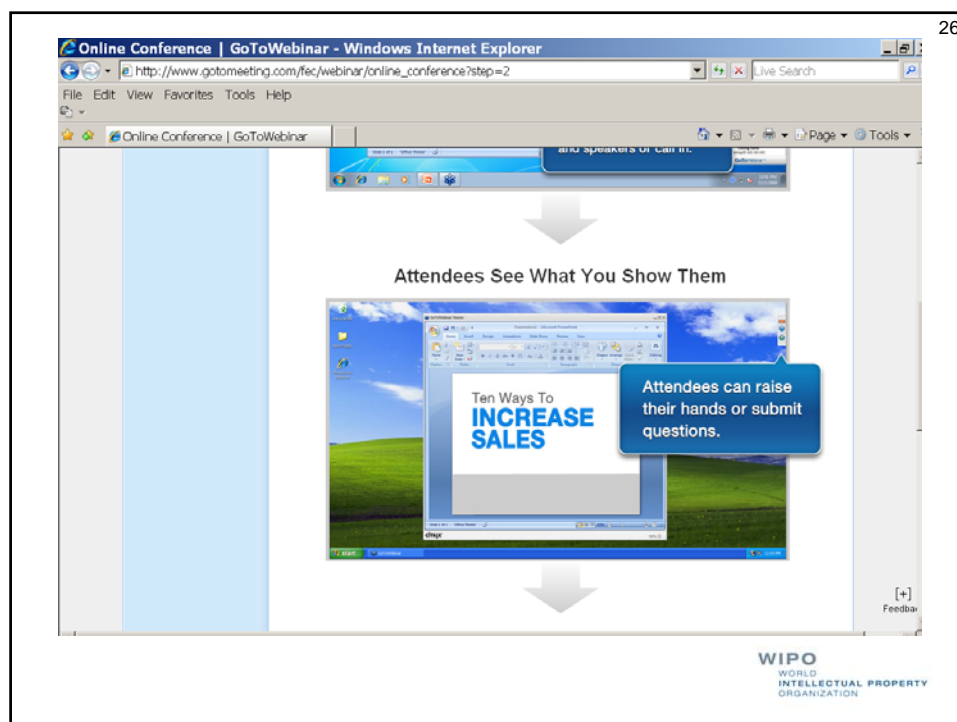 26
Online Conference | GoToWebinar - Windows Internet Explorer
http://www.gotomeeting.com/fec/webinar/online_conference?step=2
Live Search
File Edit View Favorites Tools Help
Online Conference | GoToWebinar
Page
Tools
and speakers or call in.
Attendees See What You Show Them
Ten Ways To
INCREASE
SALES
Attendees can raise
their hands or submit
questions.
citrix
start
[+]
Feedba
WIPO
WORLD
INTELLECTUAL PROPERTY
ORGANIZATION